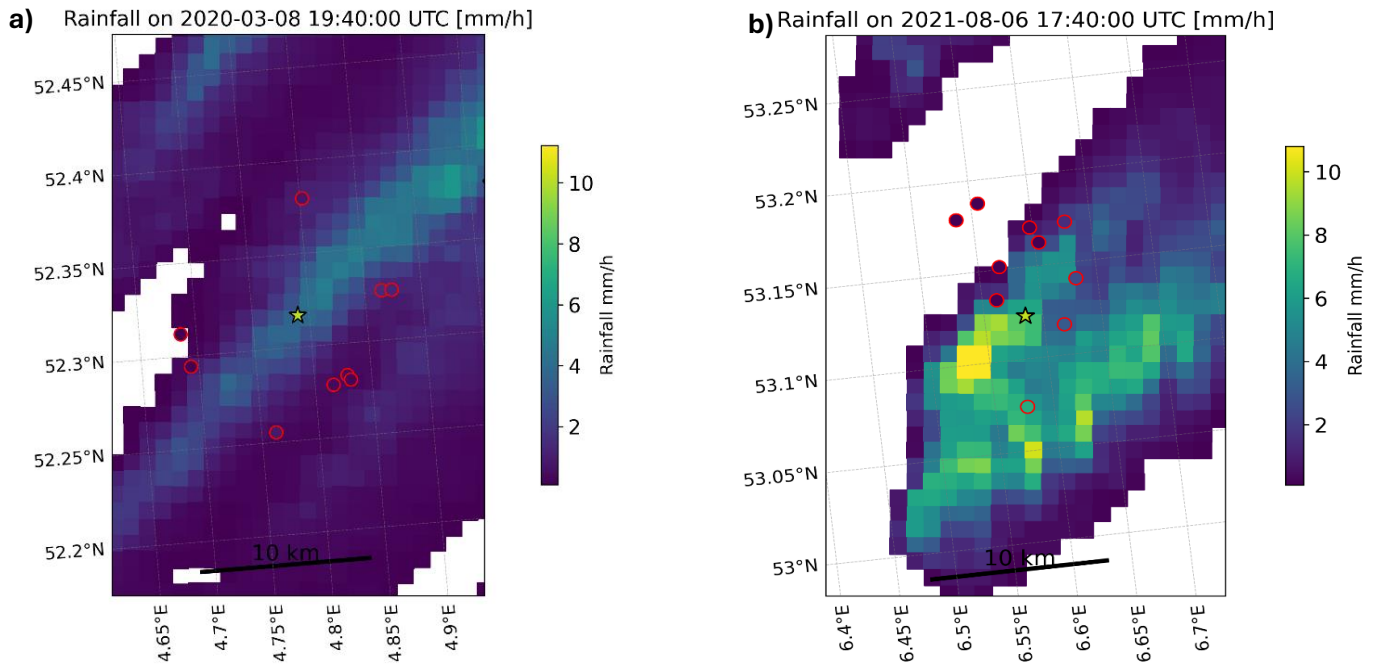 a) Rainfall on 2020-03-08 19:40:00 UTC [mm/h]
52.45°N
52.4°N
52.35°N
52.3°N
52.25°N
52.2°N
10 km
4.65°E
4.7°E
4.75°E
4.8°E
4.85°E
4.9°E
10
8
6
4
2
Rainfall mm/h
b) Rainfall on 2021-08-06 17:40:00 UTC [mm/h]
53.25°N
53.2°N
53.15°N
53.1°N
53.05°N
53°N
10 km
6.4°E
6.45°E
6.5°E
6.55°E
6.6°E
6.65°E
6.7°E
10
8
6
4
2
Rainfall mm/h